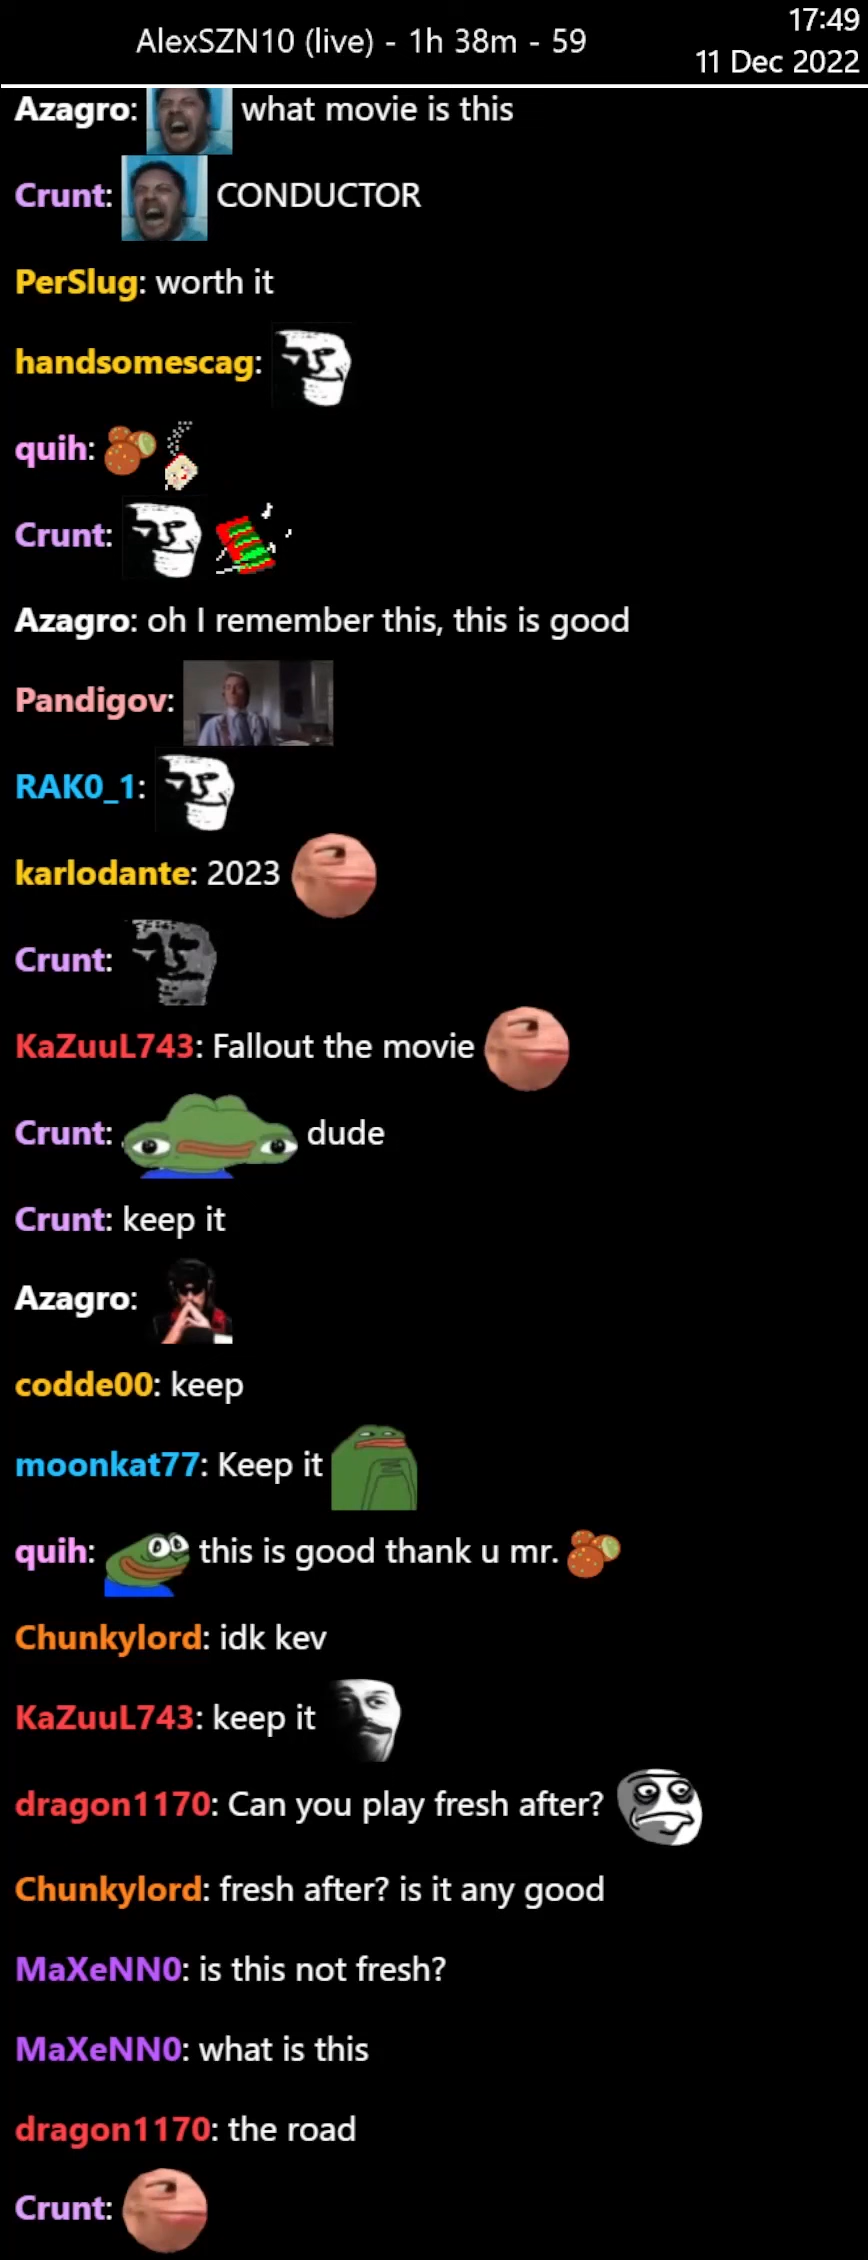 AlexSZN10 (live) - 1h 38m - 59
17:49
11 Dec 2022
Azagro: what movie is this
Crunt: CONDUCTOR
PerSlug: worth it
handsomescag:
quih:
Crunt:
Azagro: oh I remember this, this is good
Pandigov:
RAK0_1:
karlodante: 2023
Crunt:
KaZuuL743: Fallout the movie
Crunt: dude
Crunt: keep it
Azagro:
codde00: keep
moonkat77: Keep it
quih: this is good thank u mr.
Chunkylord: idk kev
KaZuuL743: keep it
dragon1170: Can you play fresh after?
Chunkylord: fresh after? is it any good
MaXeNN0: is this not fresh?
MaXeNN0: what is this
dragon1170: the road
Crunt: